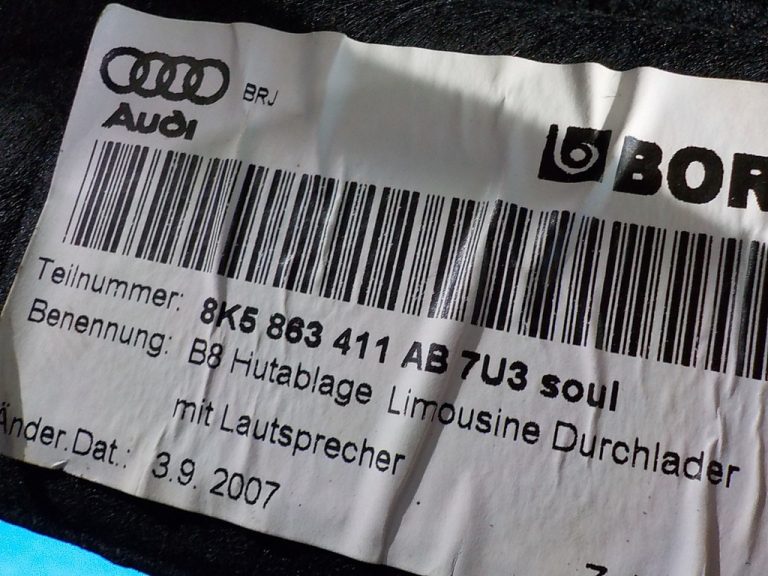 BRJ
Audi
BOR
Teilnummer: 8K5 863 411 AB 7U3 soul
Benennung: B8 Hutablage Limousine Durchlader
mit Lautsprecher
Änder.Dat.: 3.9. 2007